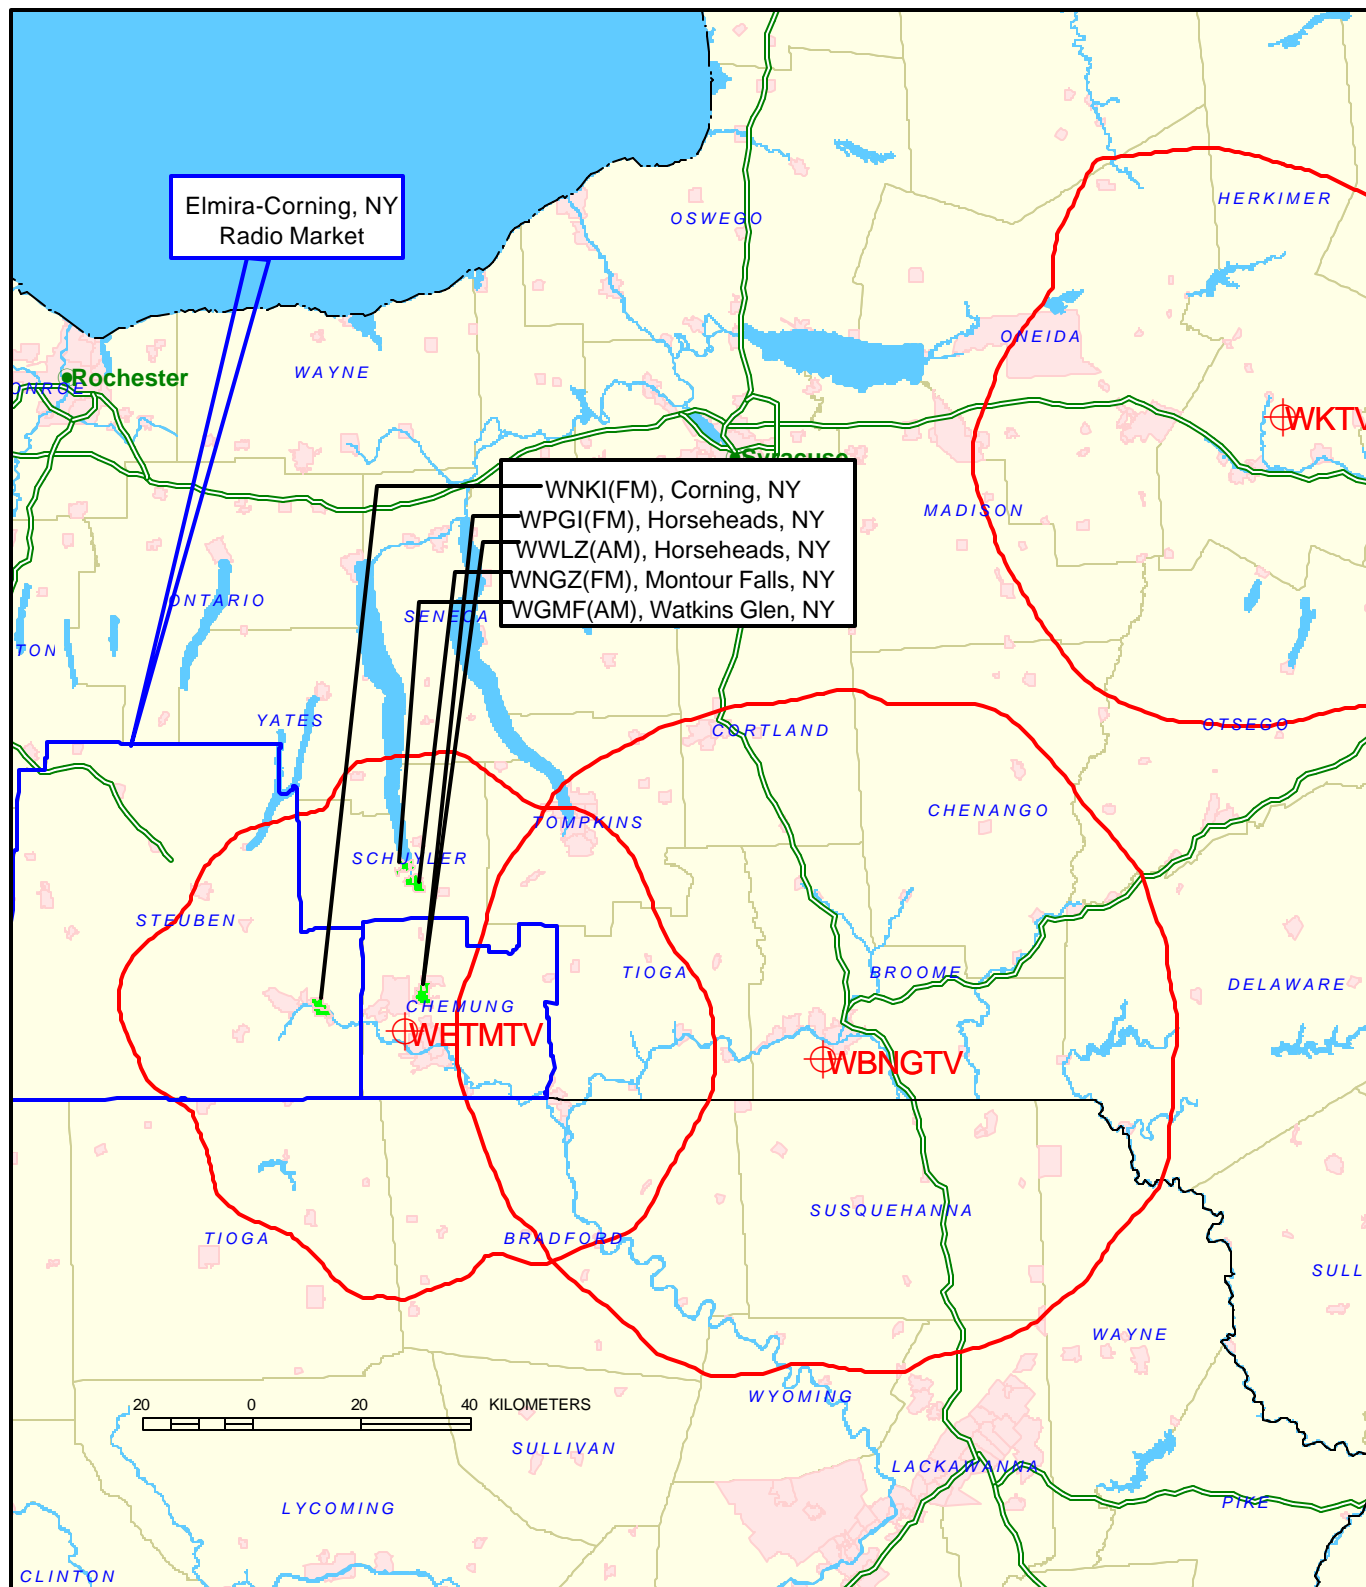 Elmira-Corning, NY
Radio Market
HERKIMER
OSWEGO
ONEIDA
WAYNE
Rochester
ONROE
WKTV
Syracuse
WNKI(FM), Corning, NY
WPGI(FM), Horseheads, NY
WWLZ(AM), Horseheads, NY
WNGZ(FM), Montour Falls, NY
WGMF(AM), Watkins Glen, NY
MADISON
ONTARIO
SENECA
TON
YATES
CORTLAND
OTSEGO
TOMPKINS
CHENANGO
SCHUYLER
STEUBEN
TIOGA
BROOME
DELAWARE
CHEMUNG
WETMTV
WBNGTV
SUSQUEHANNA
TIOGA
BRADFORD
SULL
WAYNE
WYOMING
20 0 20 40 KILOMETERS
SULLIVAN
LACKAWANNA
LYCOMING
PIKE
CLINTON